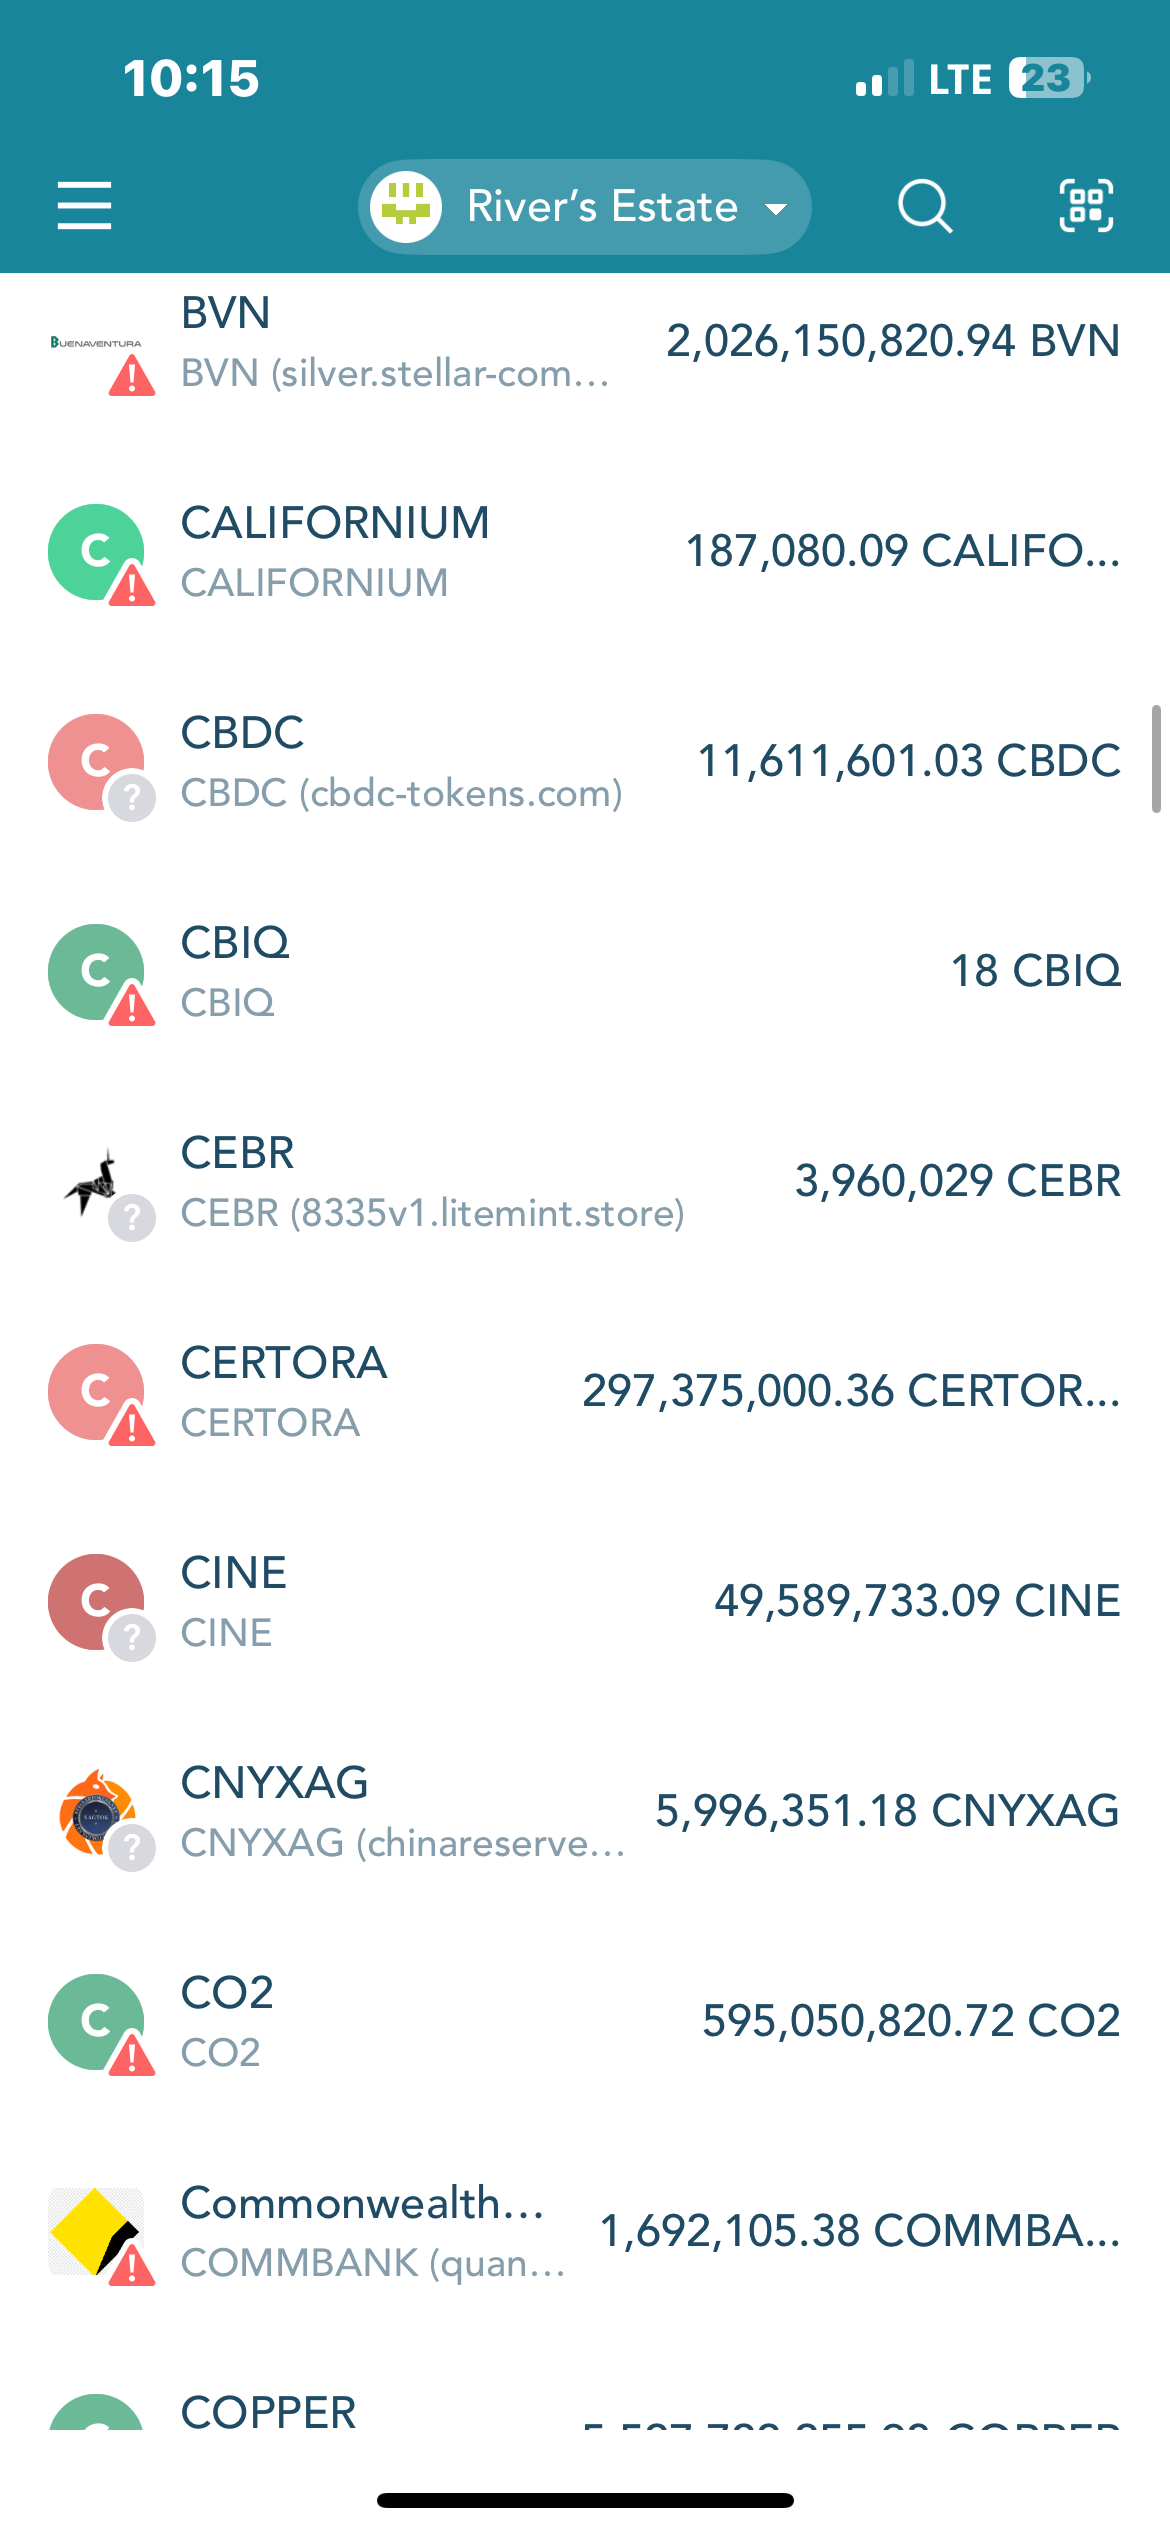 10:15
LTE 23
River’s Estate
BVN
BUENAVENTURA
2,026,150,820.94 BVN
BVN (silver.stellar-com...
C
CALIFORNIUM
187,080.09 CALIFO...
CALIFORNIUM
C
CBDC
11,611,601.03 CBDC
? CBDC (cbdc-tokens.com)
C
CBIQ
18 CBIQ
CBIQ
CEBR
3,960,029 CEBR
? CEBR (8335v1.litemint.store)
C
CERTORA
297,375,000.36 CERTOR...
CERTORA
C
CINE
49,589,733.09 CINE
? CINE
CNYXAG
5,996,351.18 CNYXAG
? CNYXAG (chinareserve...
C
CO2
595,050,820.72 CO2
CO2
Commonwealth...
1,692,105.38 COMMBA...
COMMBANK (quan...
COPPER